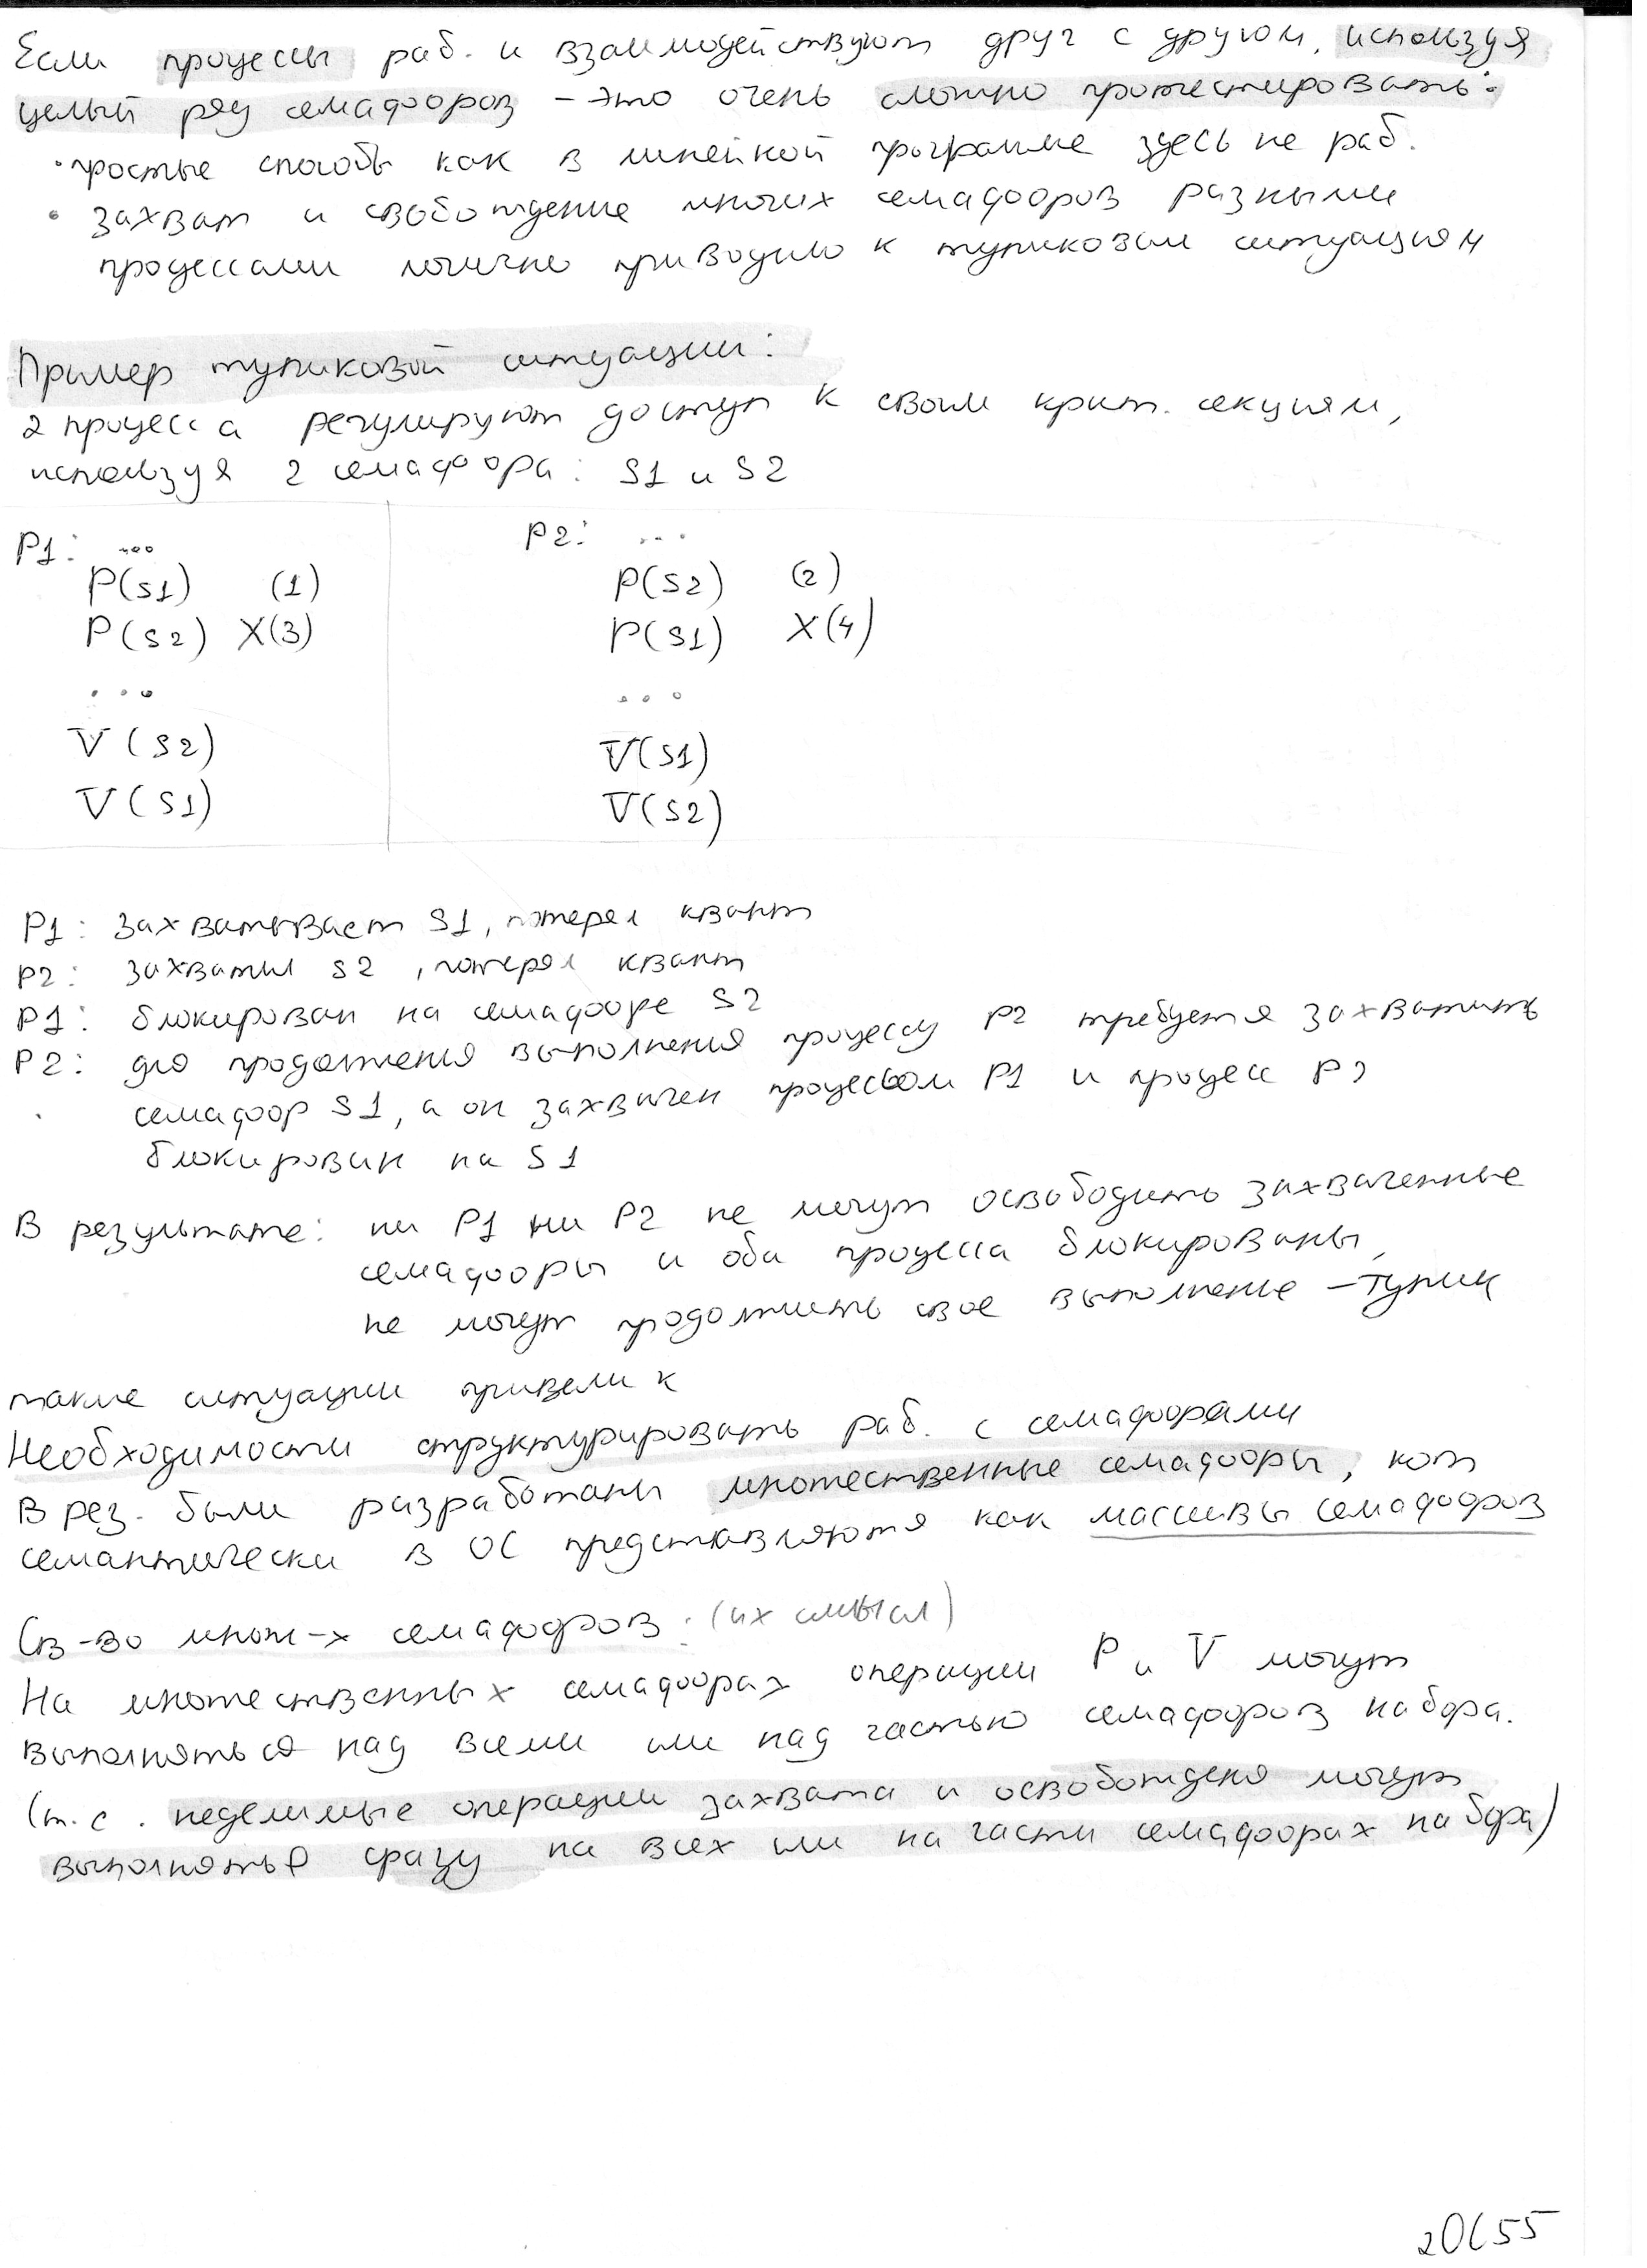 Если процессы раб. и взаимодействуют друг с другом, используя
целый ряд семафоров – это очень сложно протестировать:
• простые способы как в линейной программе здесь не раб.
• захват и свобождение многих семафоров разными
процессами логично приводило к тупиковым ситуациям
Пример тупиковой ситуации:
2 процесса регулируют доступ к своим крит. секциям,
используя 2 семафора: S1 и S2
P1: ... P2: ...
P(S1) (1) P(S2) (2)
P(S2) X(3) P(S1) X(4)
... ...
V(S2) V(S1)
V(S1) V(S2)
P1: захватывает S1, потерял квант
P2: захватил S2, потерял квант
P1: блокирован на семафоре S2
P2: для продолжения выполнения процессу P2 требуется захватить
семафор S1, а он захвачен процессом P1 и процесс P2
блокирован на S1
В результате: ни P1 ни P2 не могут освободить захваченные
семафоры и оба процесса блокированы,
не могут продолжить свое выполнение – тупик
такие ситуации привели к
Необходимости структурировать раб. с семафорами
В рез. были разработаны множественные семафоры, кот
семантически в ОС представляются как массивы семафоров
Св-во множ-х семафоров: (их смысл)
На множественных семафорах операции P и V могут
выполняться над всеми или над частью семафоров набора.
(т.е. неделимые операции захвата и освобождения могут
выполняться сразу на всех или на части семафорах набора)
2ОС55